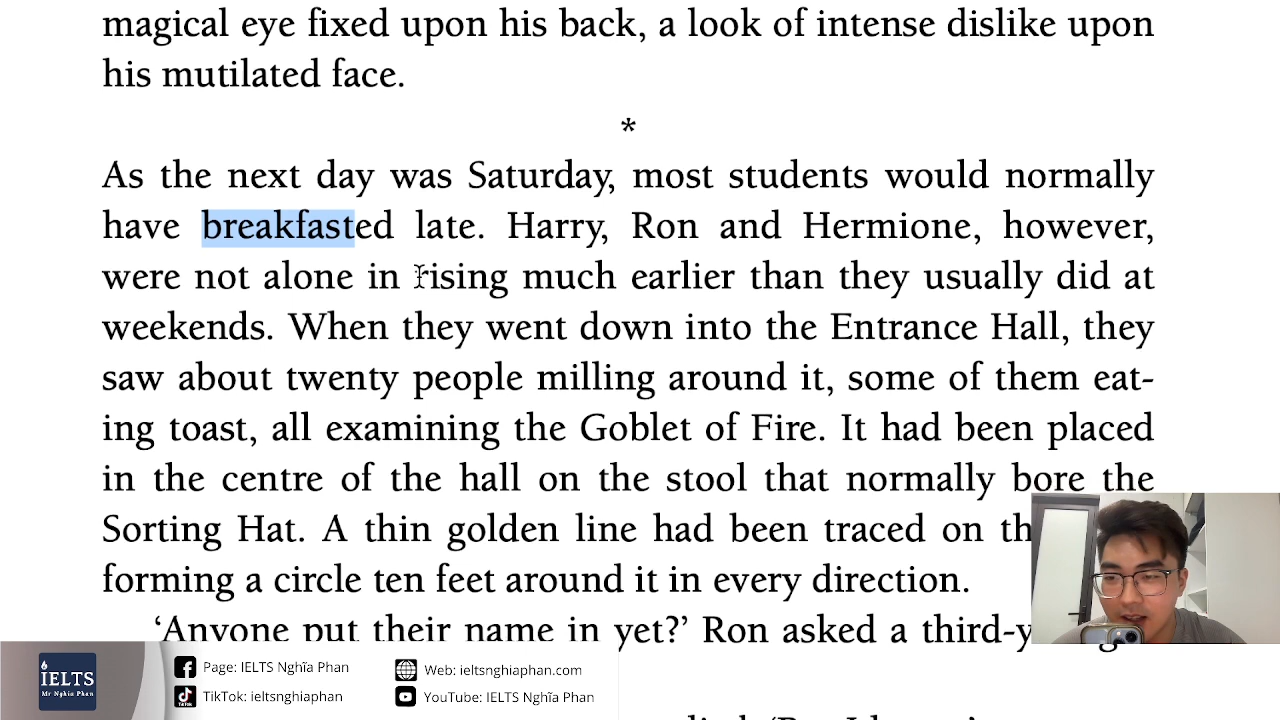 magical eye fixed upon his back, a look of intense dislike upon
his mutilated face.
*
As the next day was Saturday, most students would normally
have breakfasted late. Harry, Ron and Hermione, however,
were not alone in rising much earlier than they usually did at
weekends. When they went down into the Entrance Hall, they
saw about twenty people milling around it, some of them eat-
ing toast, all examining the Goblet of Fire. It had been placed
in the centre of the hall on the stool that normally bore the
Sorting Hat. A thin golden line had been traced on
forming a circle ten feet around it in every direction.
‘Anyone put their name in yet?’ Ron asked a
IELTS
Mr Nghia Phan
Page: IELTS Nghĩa Phan
TikTok: ieltsnghiaphan
Web: ieltsnghiaphan.com
YouTube: IELTS Nghĩa Phan